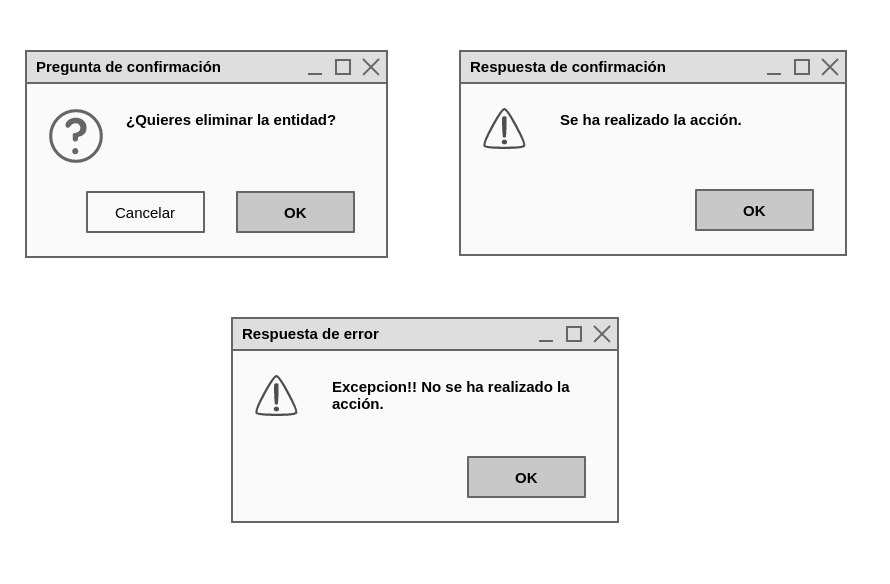 Pregunta de confirmación
¿Quieres eliminar la entidad?
Cancelar
OK
Respuesta de confirmación
Se ha realizado la acción.
OK
Respuesta de error
Excepcion!! No se ha realizado la
acción.
OK